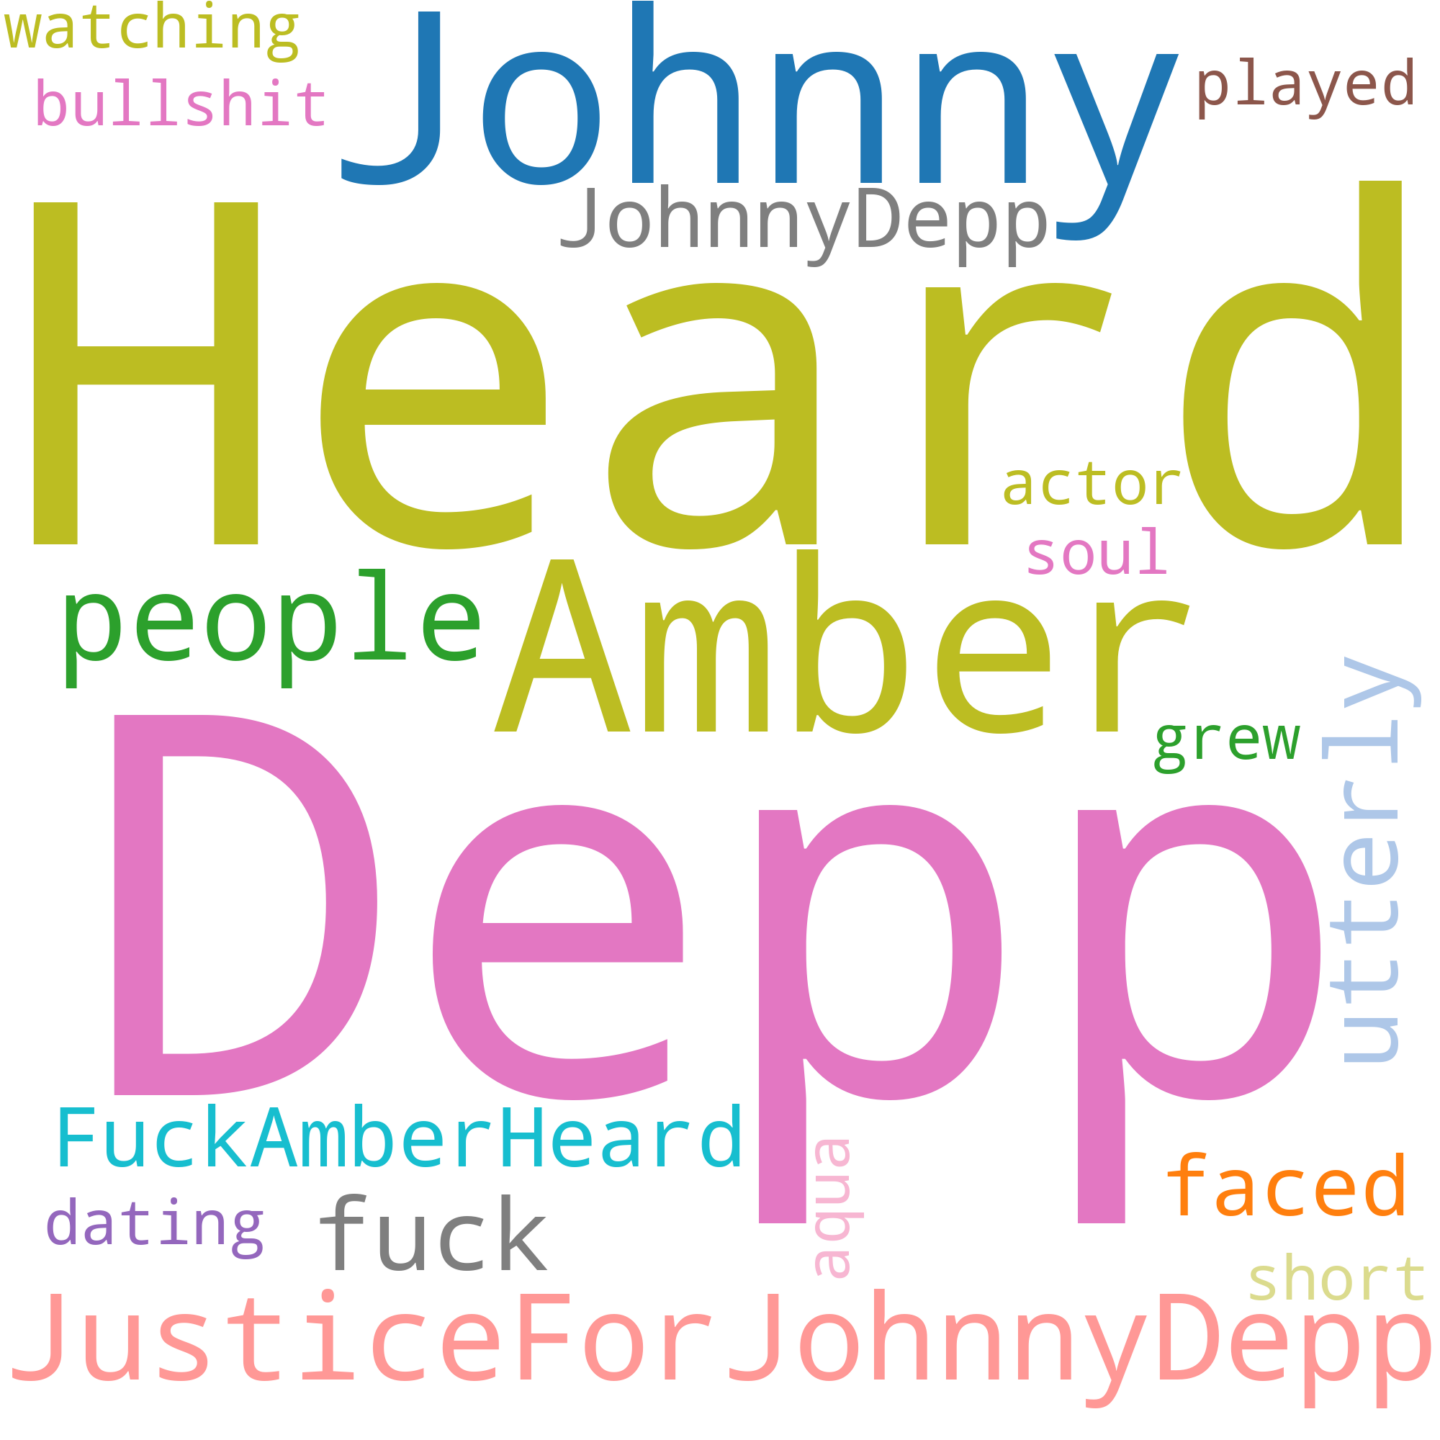 watching
Johnny
played
bullshit
JohnnyDepp
Heard
actor
soul
people
Amber
utterly
grew
Depp
FuckAmberHeard
aqua
faced
dating
fuck
short
JusticeForJohnnyDepp